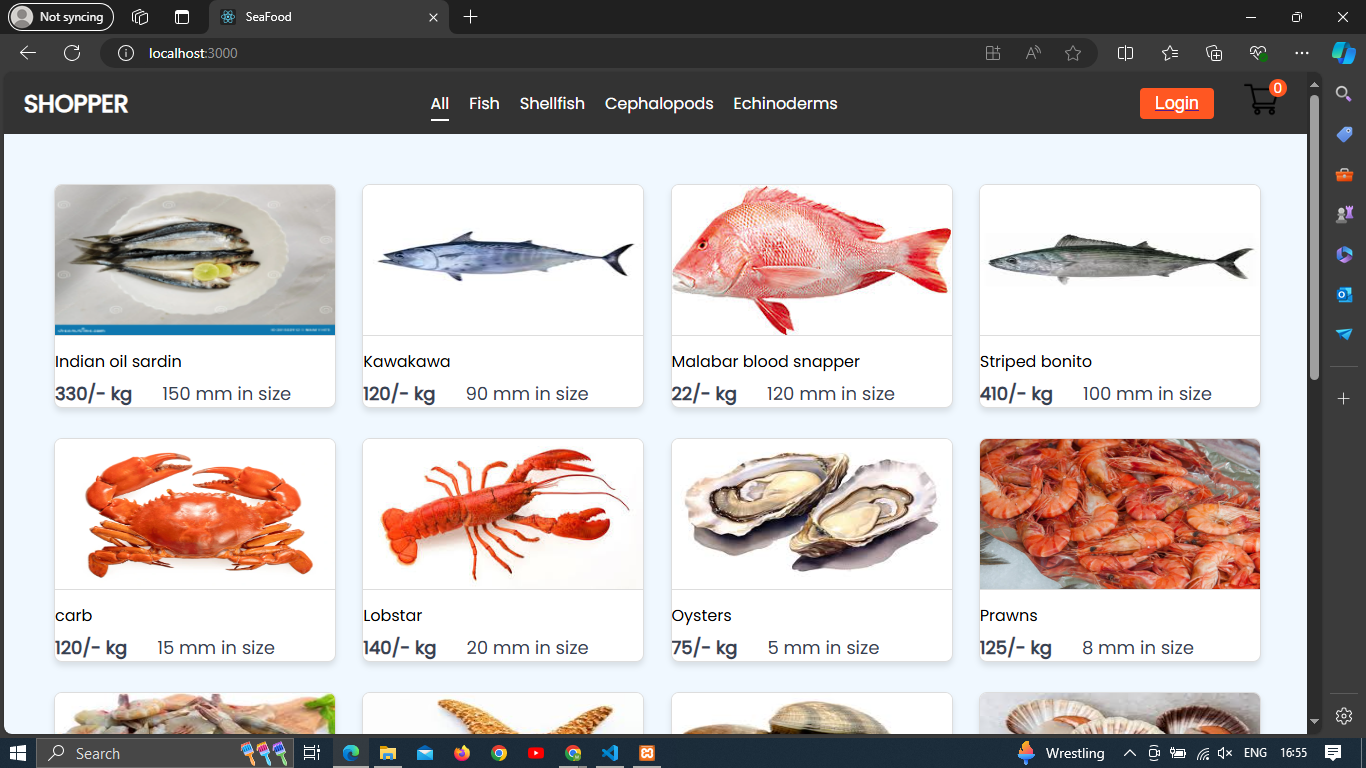 Not syncing
SeaFood
localhost:3000
SHOPPER
All Fish Shellfish Cephalopods Echinoderms
Login
0
Indian oil sardin
330/- kg 150 mm in size
Kawakawa
120/- kg 90 mm in size
Malabar blood snapper
22/- kg 120 mm in size
Striped bonito
410/- kg 100 mm in size
carb
120/- kg 15 mm in size
Lobstar
140/- kg 20 mm in size
Oysters
75/- kg 5 mm in size
Prawns
125/- kg 8 mm in size
Search
Wrestling
ENG
16:55